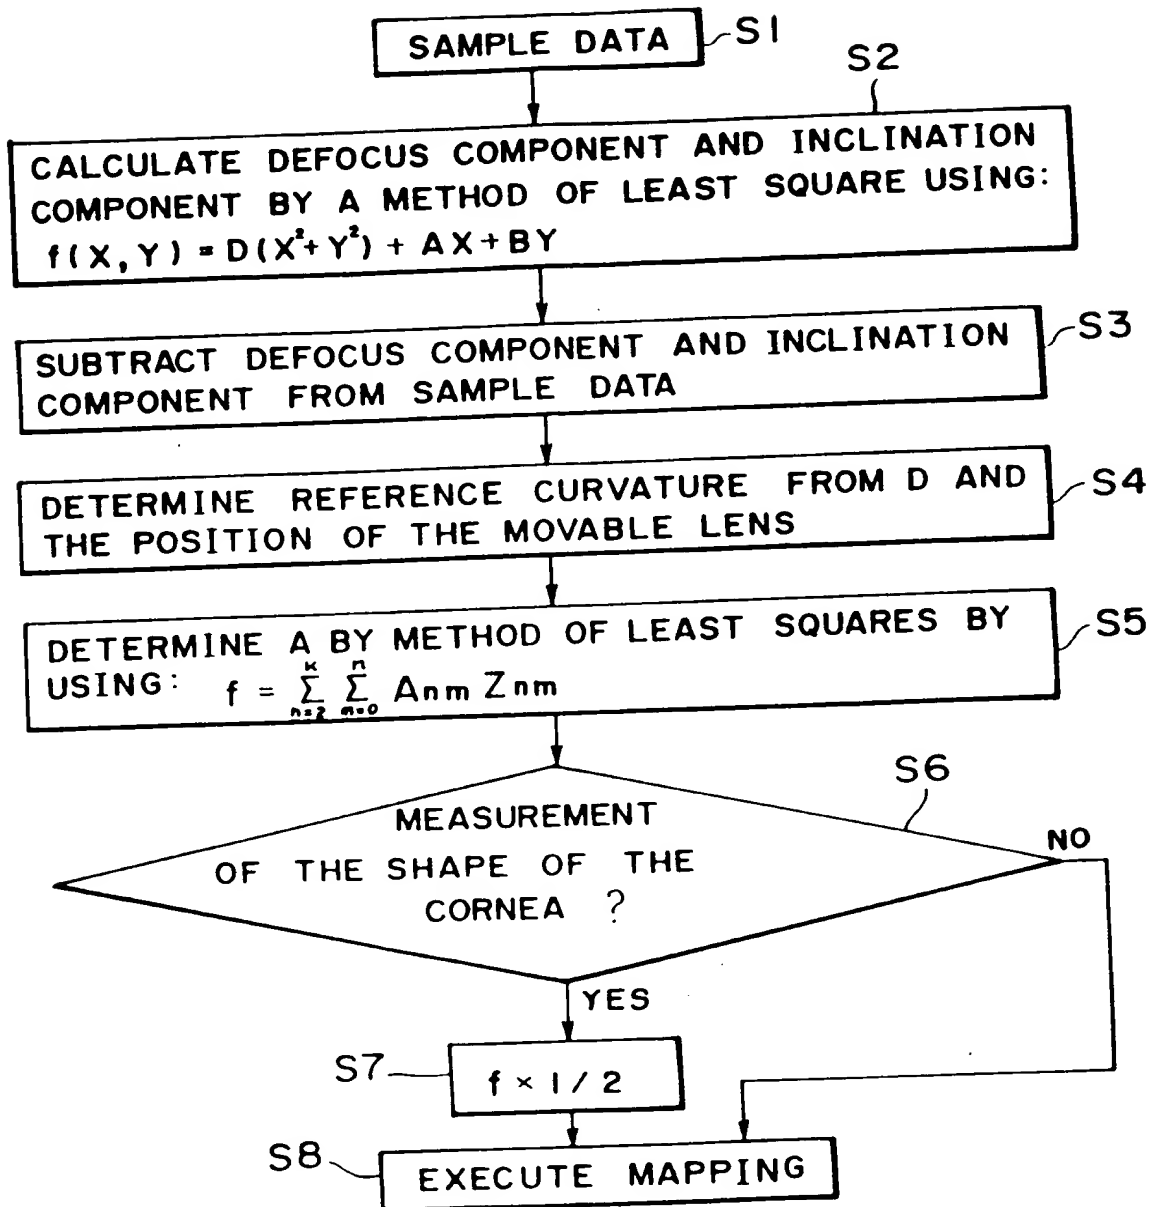 SAMPLE DATA
S1
S2
CALCULATE DEFOCUS COMPONENT AND INCLINATION
COMPONENT BY A METHOD OF LEAST SQUARE USING:
f(X,Y) = D(X²+Y²) + AX+BY
SUBTRACT DEFOCUS COMPONENT AND INCLINATION
COMPONENT FROM SAMPLE DATA
S3
DETERMINE REFERENCE CURVATURE FROM D AND
THE POSITION OF THE MOVABLE LENS
S4
DETERMINE A BY METHOD OF LEAST SQUARES BY
USING: f = Σ(n=2..k) Σ(m=0..n) Anm Znm
S5
S6
MEASUREMENT
OF THE SHAPE OF THE
CORNEA ?
NO
YES
S7
f × 1/2
S8
EXECUTE MAPPING